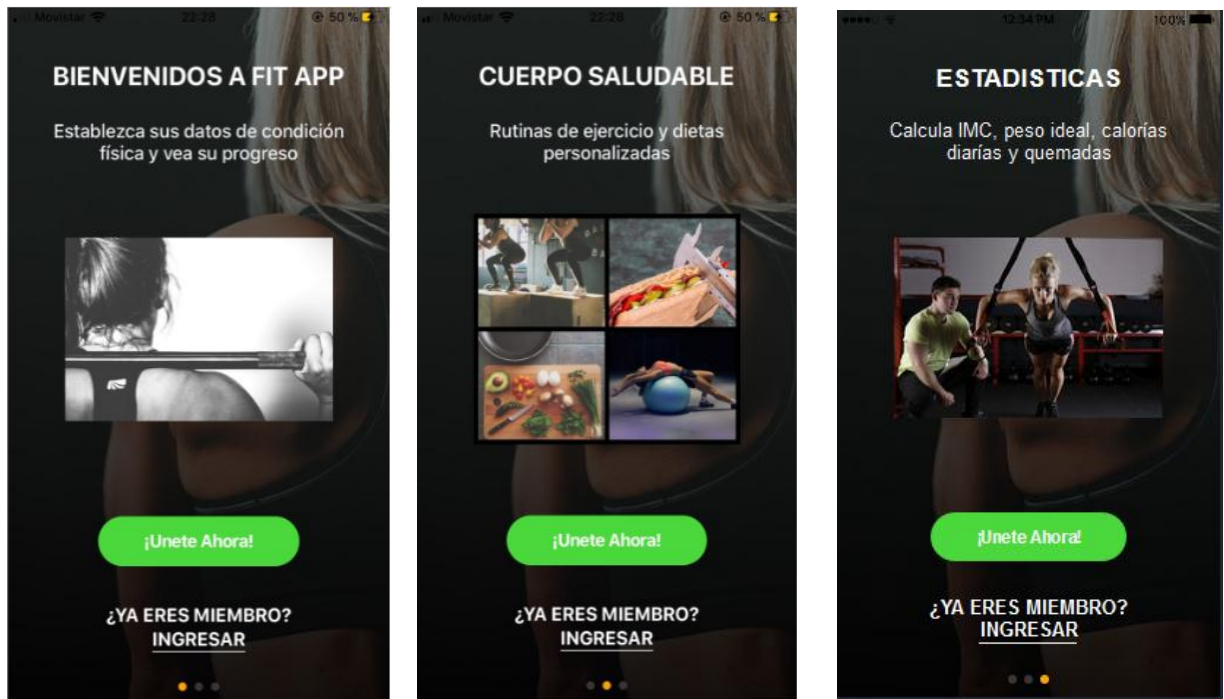 Movistar 22:28 50 %
BIENVENIDOS A FIT APP
Establezca sus datos de condición
física y vea su progreso
¡Unete Ahora!
¿YA ERES MIEMBRO?
INGRESAR
Movistar 22:28 50 %
CUERPO SALUDABLE
Rutinas de ejercicio y dietas
personalizadas
¡Unete Ahora!
¿YA ERES MIEMBRO?
INGRESAR
12:34 PM 100%
ESTADISTICAS
Calcula IMC, peso ideal, calorías
diarías y quemadas
¡Unete Ahora!
¿YA ERES MIEMBRO?
INGRESAR